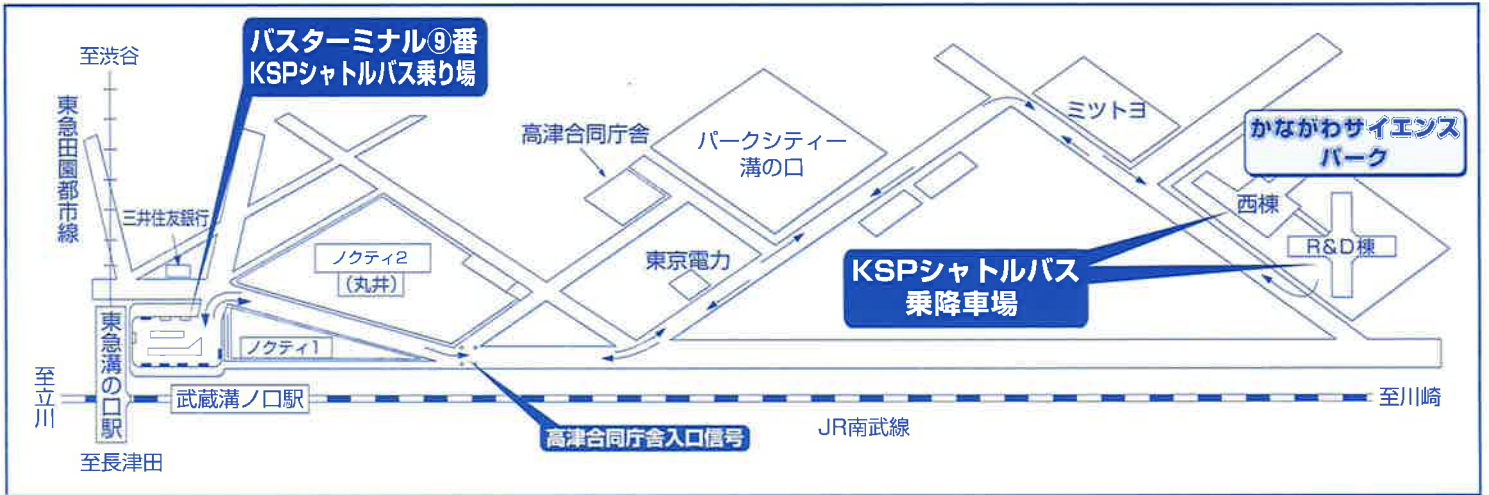 至渋谷
東急田園都市線
バスターミナル⑨番
KSPシャトルバス乗り場
三井住友銀行
ノクティ2
(丸井)
ノクティ1
高津合同庁舎
パークシティー
溝の口
東京電力
ミツトヨ
かながわサイエンス
パーク
西棟
R&D棟
KSPシャトルバス
乗降車場
東急溝の口駅
至立川
武蔵溝ノ口駅
高津合同庁舎入口信号
JR南武線
至川崎
至長津田